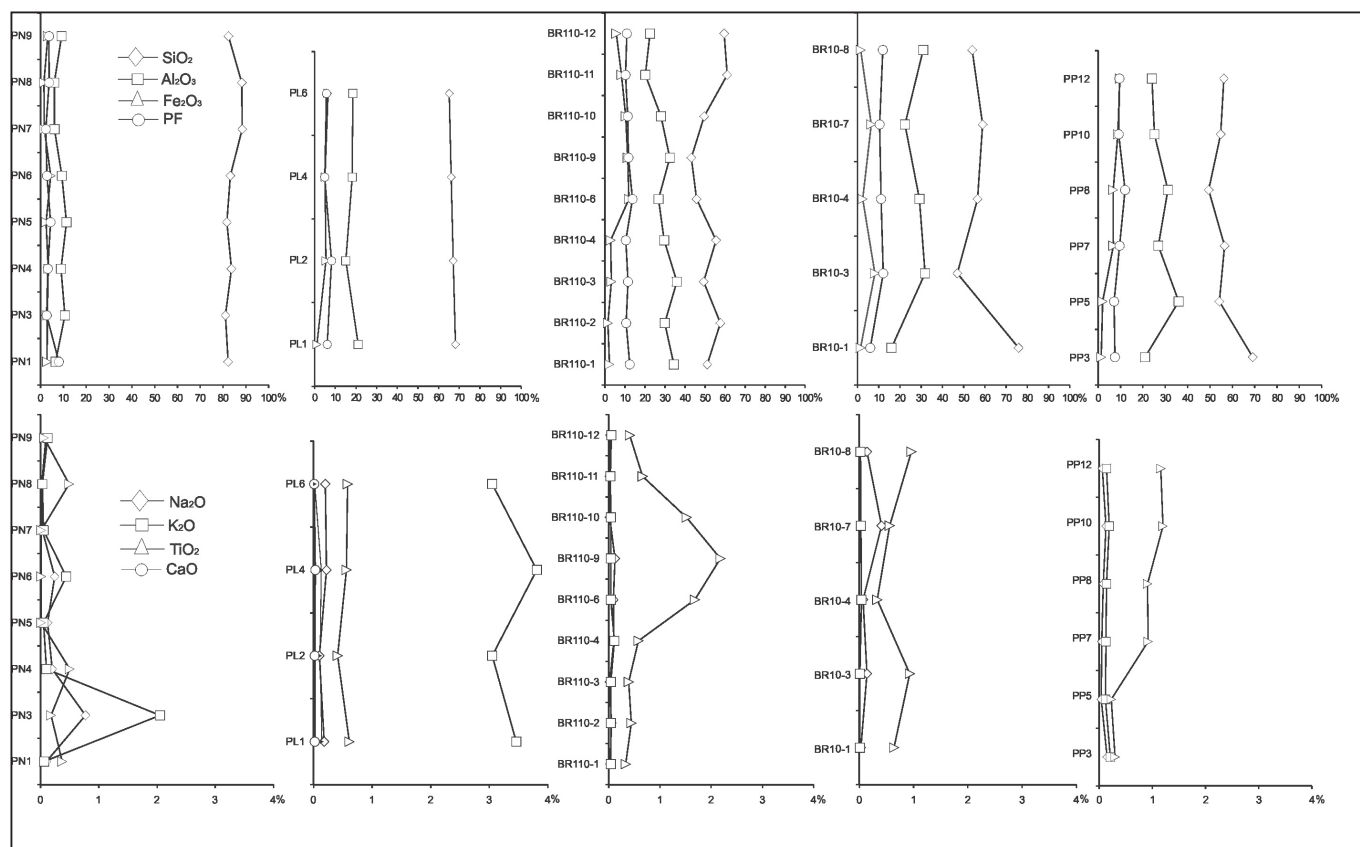 PN9
PN8
PN7
PN6
PN5
PN4
PN3
PN1
SiO₂
Al₂O₃
Fe₂O₃
PF
0 10 20 30 40 50 60 70 80 90 100%
PL6
PL4
PL2
PL1
0 10 20 30 40 50 60 70 80 90 100%
BR110-12
BR110-11
BR110-10
BR110-9
BR110-6
BR110-4
BR110-3
BR110-2
BR110-1
0 10 20 30 40 50 60 70 80 90 100%
BR10-8
BR10-7
BR10-4
BR10-3
BR10-1
0 10 20 30 40 50 60 70 80 90 100%
PP12
PP10
PP8
PP7
PP5
PP3
0 10 20 30 40 50 60 70 80 90 100%
PN9
PN8
PN7
PN6
PN5
PN4
PN3
PN1
Na₂O
K₂O
TiO₂
CaO
0 1 2 3 4%
PL6
PL4
PL2
PL1
0 1 2 3 4%
BR110-12
BR110-11
BR110-10
BR110-9
BR110-6
BR110-4
BR110-3
BR110-2
BR110-1
0 1 2 3 4%
BR10-8
BR10-7
BR10-4
BR10-3
BR10-1
0 1 2 3 4%
PP12
PP10
PP8
PP7
PP5
PP3
0 1 2 3 4%